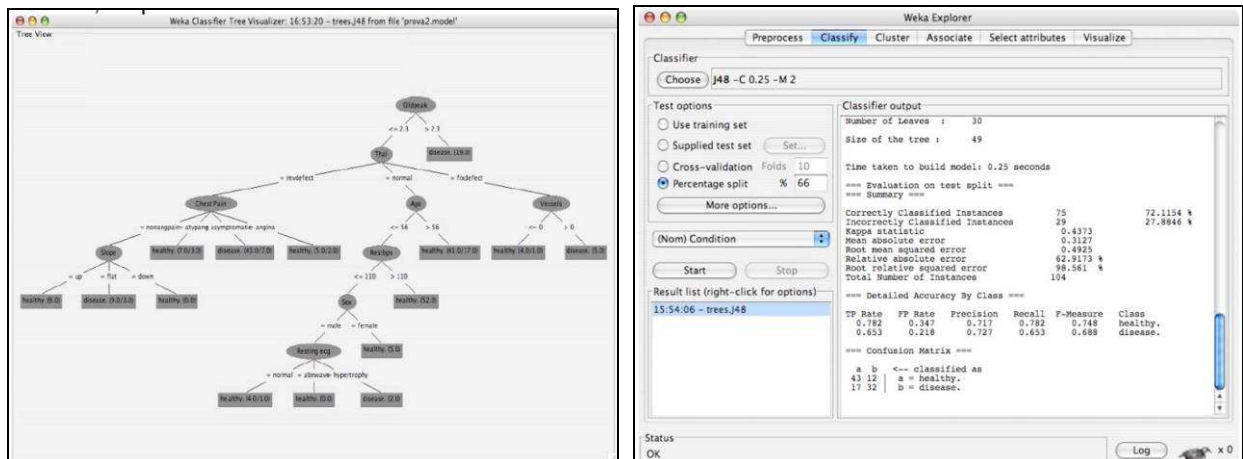 Weka Classifier Tree Visualizer: 16:53:20 – trees.J48 from file 'prova2.model'
Tree View
Oldpeak
<= 2.3 > 2.3
Thal disease. (19.0)
= revdefect = normal = fixdefect
Chest Pain Age Vessels
<= 56 > 56 <= 0 > 0
Slope healthy. (7.0/3.0) disease. (41.0/7.0) healthy. (5.0/2.0) Restbps healthy. (41.0/17.0) healthy. (4.0/1.0) disease. (5.0)
= up = flat = down <= 110 > 110
healthy. (6.0) disease. (9.0/3.0) healthy. (0.0) Sex healthy. (52.0)
= male = female
Resting ecg healthy. (5.0)
= normal = abnwave = hypertrophy
healthy. (4.0/1.0) healthy. (0.0) disease. (2.0)
Weka Explorer
Preprocess Classify Cluster Associate Select attributes Visualize
Classifier
Choose J48 –C 0.25 –M 2
Test options
Use training set
Supplied test set Set...
Cross-validation Folds 10
Percentage split % 66
More options...
(Nom) Condition
Start Stop
Result list (right-click for options)
15:54:06 – trees.J48
Classifier output
Number of Leaves : 30
Size of the tree : 49
Time taken to build model: 0.25 seconds
=== Evaluation on test split ===
=== Summary ===
Correctly Classified Instances 75 72.1154 %
Incorrectly Classified Instances 29 27.8846 %
Kappa statistic 0.4373
Mean absolute error 0.3127
Root mean squared error 0.4925
Relative absolute error 62.9173 %
Root relative squared error 98.561 %
Total Number of Instances 104
=== Detailed Accuracy By Class ===
TP Rate FP Rate Precision Recall F-Measure Class
0.782 0.347 0.717 0.782 0.748 healthy.
0.653 0.218 0.727 0.653 0.688 disease.
=== Confusion Matrix ===
a b <-- classified as
43 12 | a = healthy.
17 32 | b = disease.
Status
OK
Log x 0